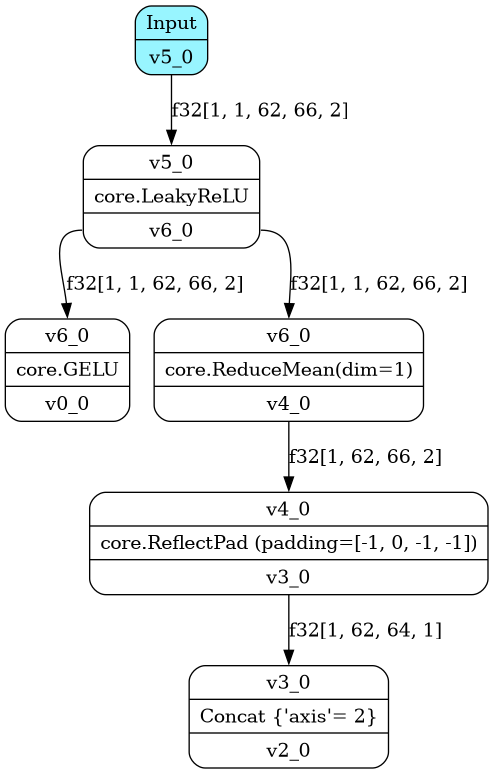 Input
v5_0
f32[1, 1, 62, 66, 2]
v5_0
core.LeakyReLU
v6_0
f32[1, 1, 62, 66, 2]
f32[1, 1, 62, 66, 2]
v6_0
core.GELU
v0_0
v6_0
core.ReduceMean(dim=1)
v4_0
f32[1, 62, 66, 2]
v4_0
core.ReflectPad (padding=[-1, 0, -1, -1])
v3_0
f32[1, 62, 64, 1]
v3_0
Concat {'axis'= 2}
v2_0